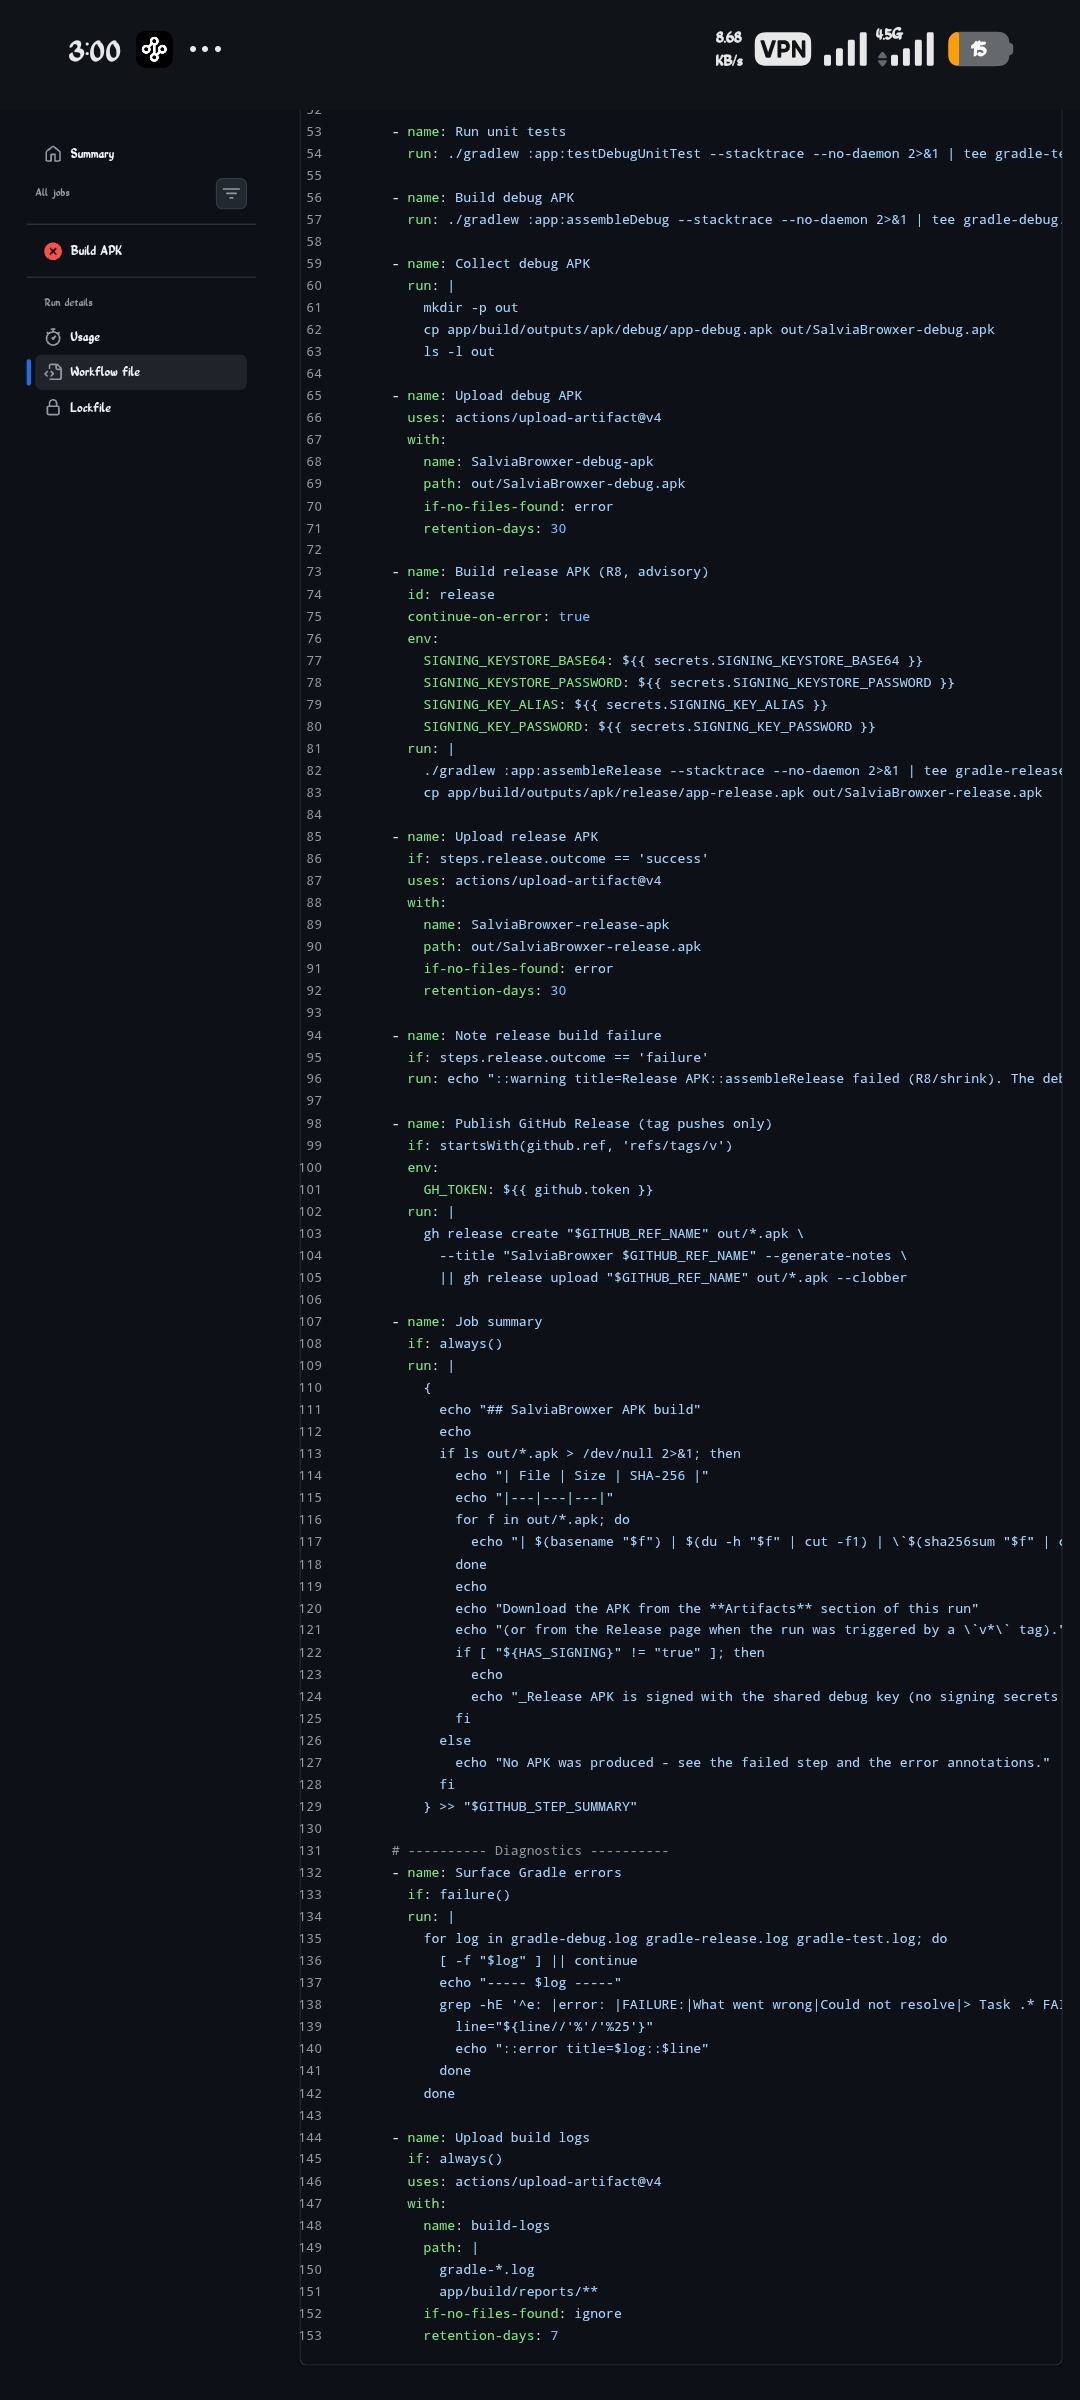 3:00
8.68 KB/s
VPN
4.5G
15
Summary
All jobs
Build APK
Run details
Usage
Workflow file
Lockfile
52
53 - name: Run unit tests
54 run: ./gradlew :app:testDebugUnitTest --stacktrace --no-daemon 2>&1 | tee gradle-te
55
56 - name: Build debug APK
57 run: ./gradlew :app:assembleDebug --stacktrace --no-daemon 2>&1 | tee gradle-debug.
58
59 - name: Collect debug APK
60 run: |
61 mkdir -p out
62 cp app/build/outputs/apk/debug/app-debug.apk out/SalviaBrowxer-debug.apk
63 ls -l out
64
65 - name: Upload debug APK
66 uses: actions/upload-artifact@v4
67 with:
68 name: SalviaBrowxer-debug-apk
69 path: out/SalviaBrowxer-debug.apk
70 if-no-files-found: error
71 retention-days: 30
72
73 - name: Build release APK (R8, advisory)
74 id: release
75 continue-on-error: true
76 env:
77 SIGNING_KEYSTORE_BASE64: ${{ secrets.SIGNING_KEYSTORE_BASE64 }}
78 SIGNING_KEYSTORE_PASSWORD: ${{ secrets.SIGNING_KEYSTORE_PASSWORD }}
79 SIGNING_KEY_ALIAS: ${{ secrets.SIGNING_KEY_ALIAS }}
80 SIGNING_KEY_PASSWORD: ${{ secrets.SIGNING_KEY_PASSWORD }}
81 run: |
82 ./gradlew :app:assembleRelease --stacktrace --no-daemon 2>&1 | tee gradle-release
83 cp app/build/outputs/apk/release/app-release.apk out/SalviaBrowxer-release.apk
84
85 - name: Upload release APK
86 if: steps.release.outcome == 'success'
87 uses: actions/upload-artifact@v4
88 with:
89 name: SalviaBrowxer-release-apk
90 path: out/SalviaBrowxer-release.apk
91 if-no-files-found: error
92 retention-days: 30
93
94 - name: Note release build failure
95 if: steps.release.outcome == 'failure'
96 run: echo "::warning title=Release APK::assembleRelease failed (R8/shrink). The deb
97
98 - name: Publish GitHub Release (tag pushes only)
99 if: startsWith(github.ref, 'refs/tags/v')
100 env:
101 GH_TOKEN: ${{ github.token }}
102 run: |
103 gh release create "$GITHUB_REF_NAME" out/*.apk \
104 --title "SalviaBrowxer $GITHUB_REF_NAME" --generate-notes \
105 || gh release upload "$GITHUB_REF_NAME" out/*.apk --clobber
106
107 - name: Job summary
108 if: always()
109 run: |
110 {
111 echo "## SalviaBrowxer APK build"
112 echo
113 if ls out/*.apk > /dev/null 2>&1; then
114 echo "| File | Size | SHA-256 |"
115 echo "|---|---|---|"
116 for f in out/*.apk; do
117 echo "| $(basename "$f") | $(du -h "$f" | cut -f1) | \`$(sha256sum "$f" | c
118 done
119 echo
120 echo "Download the APK from the **Artifacts** section of this run"
121 echo "(or from the Release page when the run was triggered by a \`v*\` tag)."
122 if [ "${HAS_SIGNING}" != "true" ]; then
123 echo
124 echo "_Release APK is signed with the shared debug key (no signing secrets
125 fi
126 else
127 echo "No APK was produced - see the failed step and the error annotations."
128 fi
129 } >> "$GITHUB_STEP_SUMMARY"
130
131 # ---------- Diagnostics ----------
132 - name: Surface Gradle errors
133 if: failure()
134 run: |
135 for log in gradle-debug.log gradle-release.log gradle-test.log; do
136 [ -f "$log" ] || continue
137 echo "----- $log -----"
138 grep -hE '^e: |error: |FAILURE:|What went wrong|Could not resolve|> Task .* FAI
139 line="${line//'%'/'%25'}"
140 echo "::error title=$log::$line"
141 done
142 done
143
144 - name: Upload build logs
145 if: always()
146 uses: actions/upload-artifact@v4
147 with:
148 name: build-logs
149 path: |
150 gradle-*.log
151 app/build/reports/**
152 if-no-files-found: ignore
153 retention-days: 7